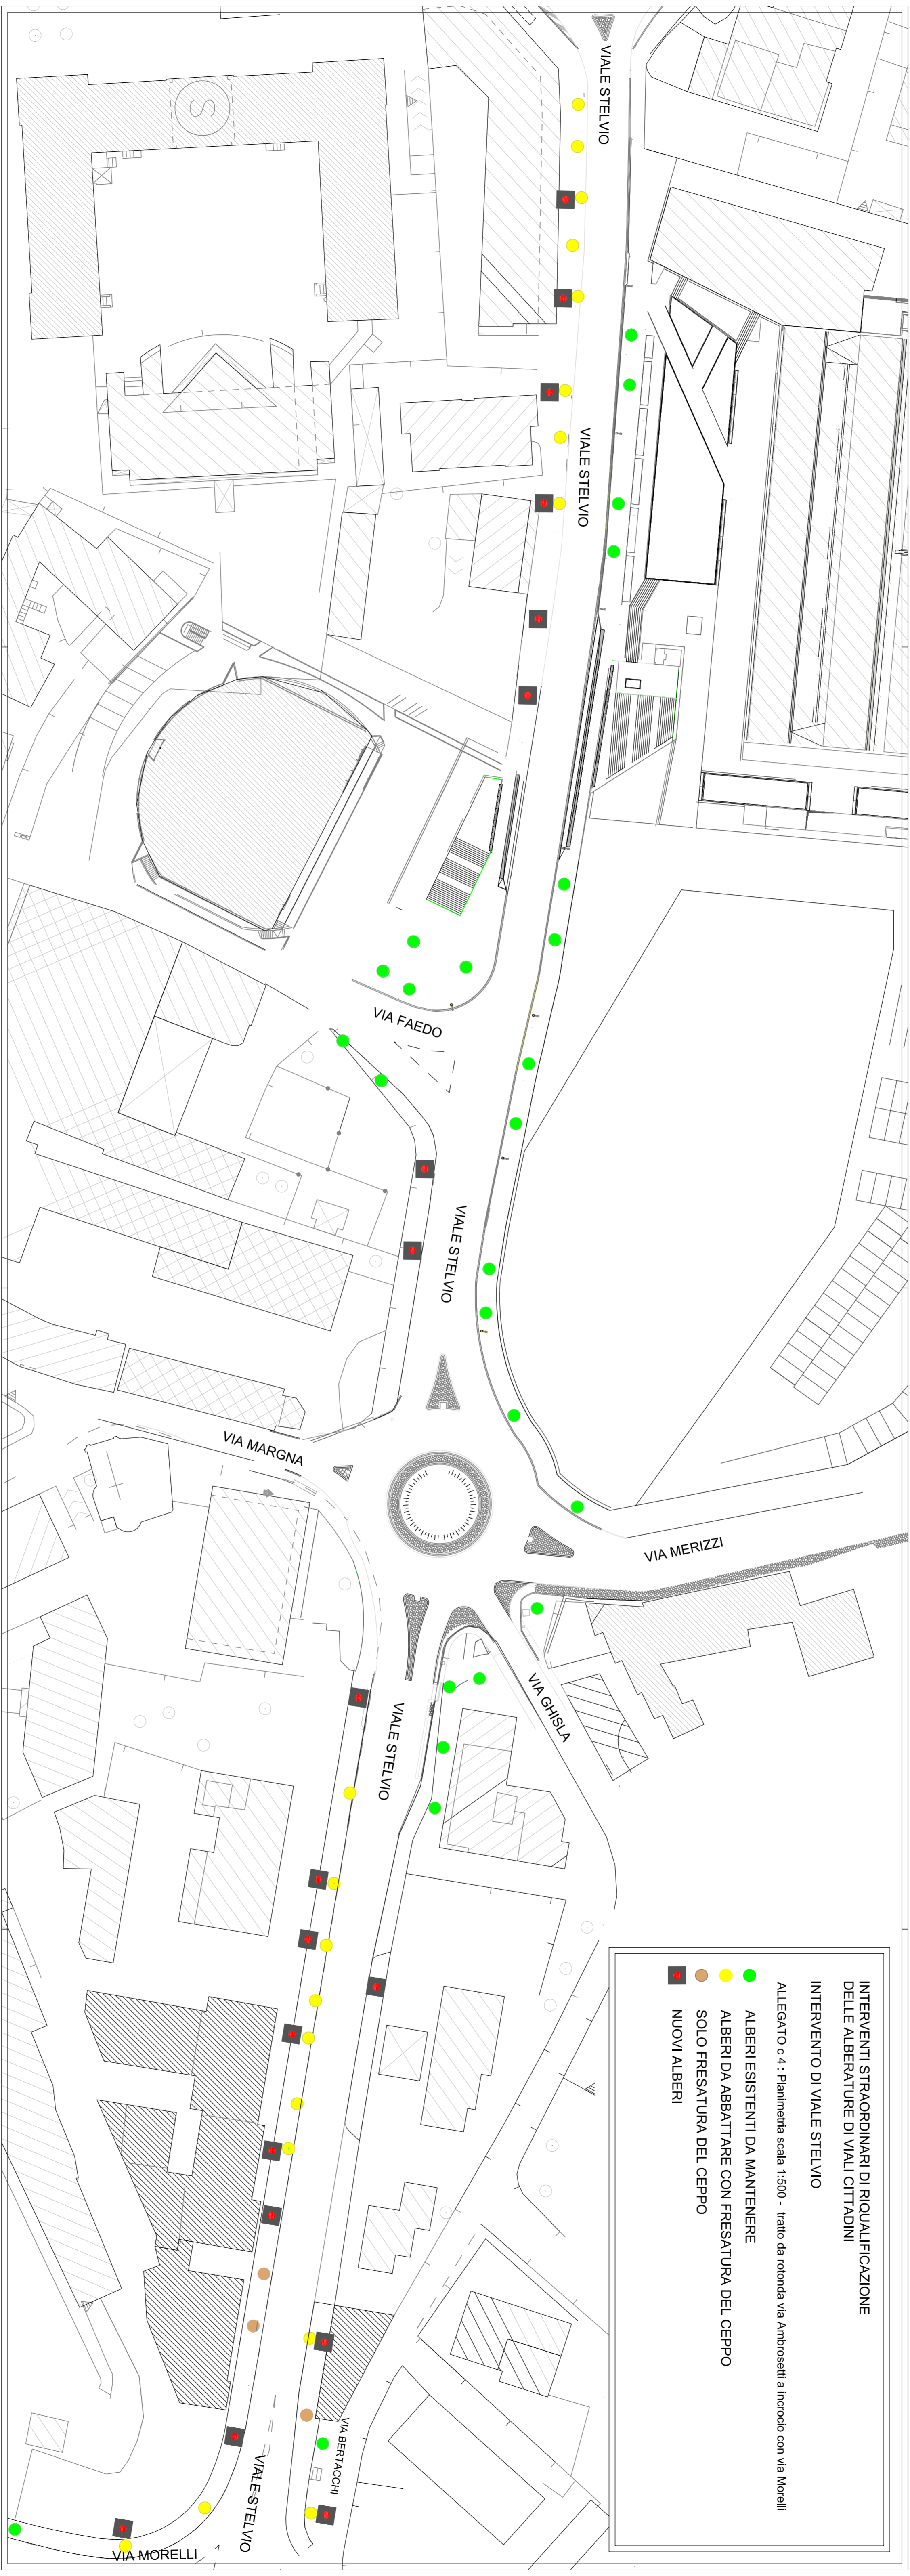 INTERVENTI STRAORDINARI DI RIQUALIFICAZIONE
DELLE ALBERATURE DI VIALI CITTADINI
INTERVENTO DI VIALE STELVIO
ALLEGATO c 4 : Planimetria scala 1:500 - tratto da rotonda via Ambrosetti a incrocio con via Morelli
ALBERI ESISTENTI DA MANTENERE
ALBERI DA ABBATTARE CON FRESATURA DEL CEPPO
SOLO FRESATURA DEL CEPPO
NUOVI ALBERI
VIALE STELVIO
S
VIALE STELVIO
VIA FAEDO
VIALE STELVIO
VIA MARGNA
VIA MERIZZI
VIA GHISLA
VIALE STELVIO
VIA BERTACCHI
VIALE STELVIO
VIA MORELLI